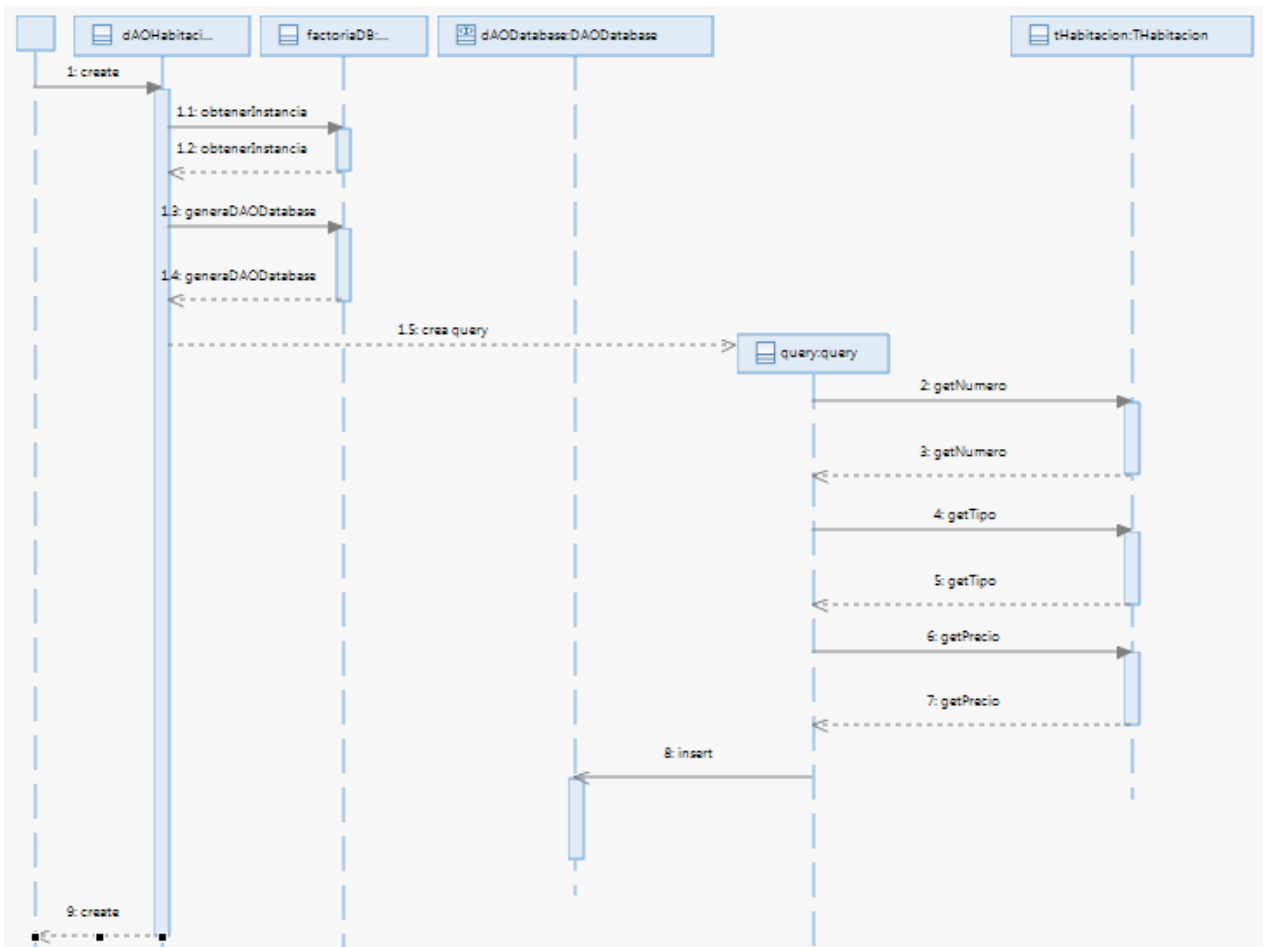 dAOHabitaci...
factoriaDB:...
dAODatabase:DAODatabase
tHabitacion:THabitacion
1: create
1.1: obtenerInstancia
1.2: obtenerInstancia
1.3: generaDAODatabase
1.4: generaDAODatabase
1.5: crea query
query:query
2: getNumero
3: getNumero
4: getTipo
5: getTipo
6: getPrecio
7: getPrecio
8: insert
9: create